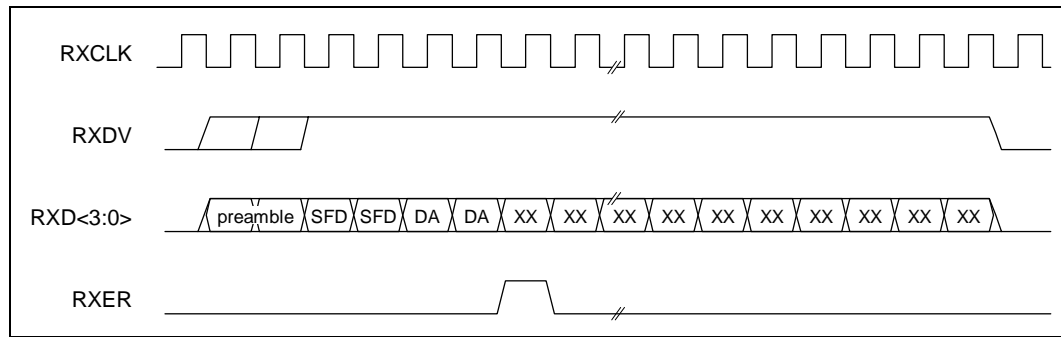 RXCLK
RXDV
RXD<3:0> preamble SFD SFD DA DA XX XX XX XX XX XX XX XX XX XX
RXER